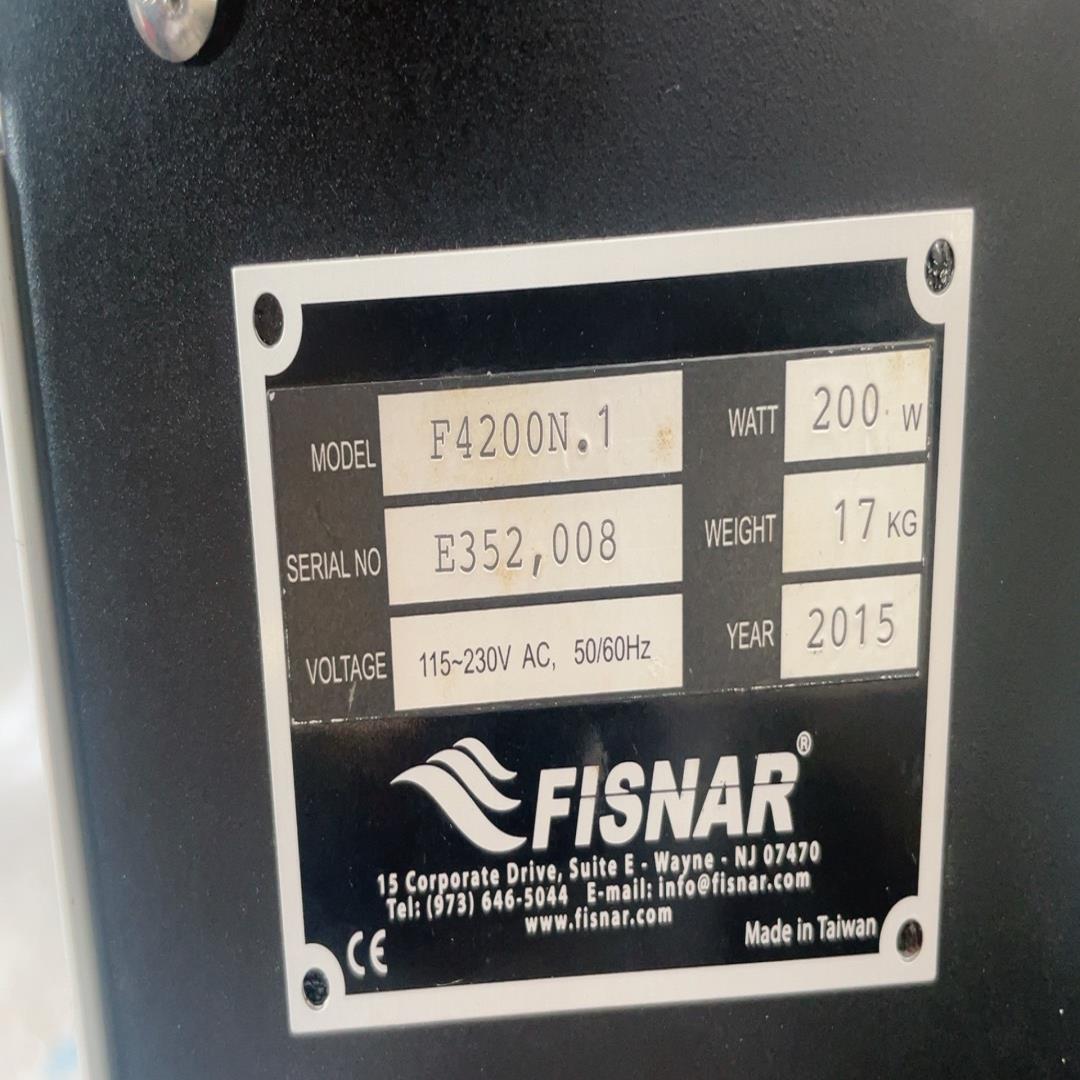 MODEL F4200N.1 WATT 200 W
SERIAL NO E352,008 WEIGHT 17 KG
VOLTAGE 115~230V AC, 50/60Hz YEAR 2015
FISNAR®
15 Corporate Drive, Suite E - Wayne - NJ 07470
Tel: (973) 646-5044 E-mail: info@fisnar.com
www.fisnar.com
CE Made in Taiwan